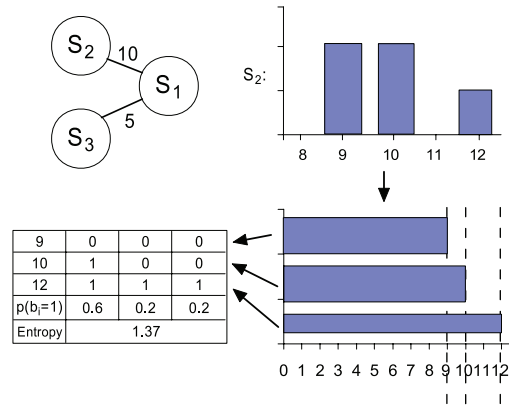 S2
10
S1
5
S3
S2:
8 9 10 11 12
9 0 0 0
10 1 0 0
12 1 1 1
p(bi=1) 0.6 0.2 0.2
Entropy 1.37
0 1 2 3 4 5 6 7 8 9 10 11 12